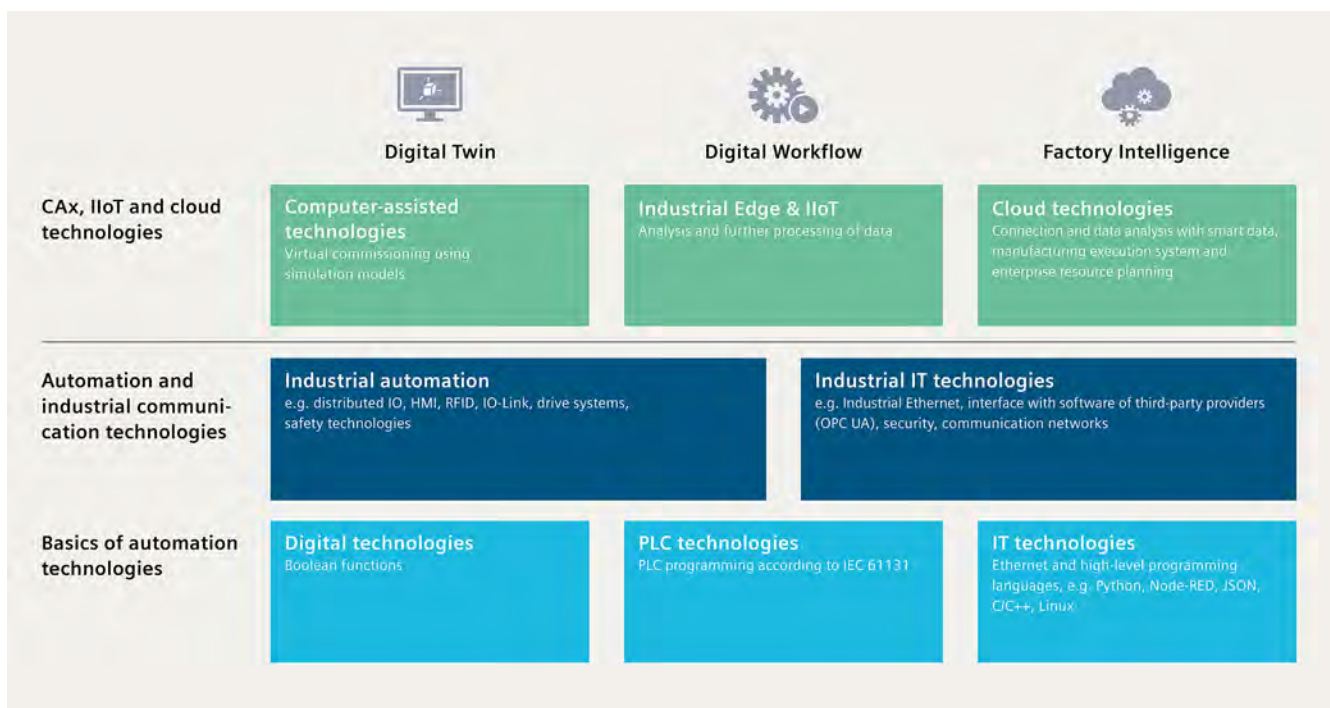 Digital Twin
Digital Workflow
Factory Intelligence
CAx, IIoT and cloud
technologies
Computer-assisted
technologies
Virtual commissioning using
simulation models
Industrial Edge & IIoT
Analysis and further processing of data
Cloud technologies
Connection and data analysis with smart data,
manufacturing execution system and
enterprise resource planning
Automation and
industrial communi-
cation technologies
Industrial automation
e.g. distributed IO, HMI, RFID, IO-Link, drive systems,
safety technologies
Industrial IT technologies
e.g. Industrial Ethernet, interface with software of third-party providers
(OPC UA), security, communication networks
Basics of automation
technologies
Digital technologies
Boolean functions
PLC technologies
PLC programming according to IEC 61131
IT technologies
Ethernet and high-level programming
languages, e.g. Python, Node-RED, JSON,
C/C++, Linux